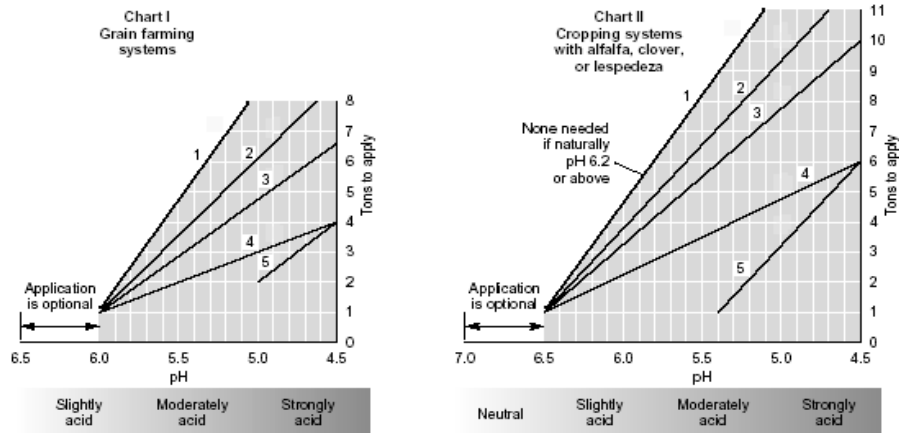 Chart I
Grain farming
systems
8
7
6
5
4
3
2
1
0
Tons to apply
1
2
3
4
5
Application
is optional
6.5 6.0 5.5 5.0 4.5
pH
Slightly
acid
Moderately
acid
Strongly
acid
Chart II
Cropping systems
with alfalfa, clover,
or lespedeza
11
10
9
8
7
6
5
4
3
2
1
0
Tons to apply
1
2
3
4
5
None needed
if naturally
pH 6.2
or above
Application
is optional
7.0 6.5 6.0 5.5 5.0 4.5
pH
Neutral
Slightly
acid
Moderately
acid
Strongly
acid